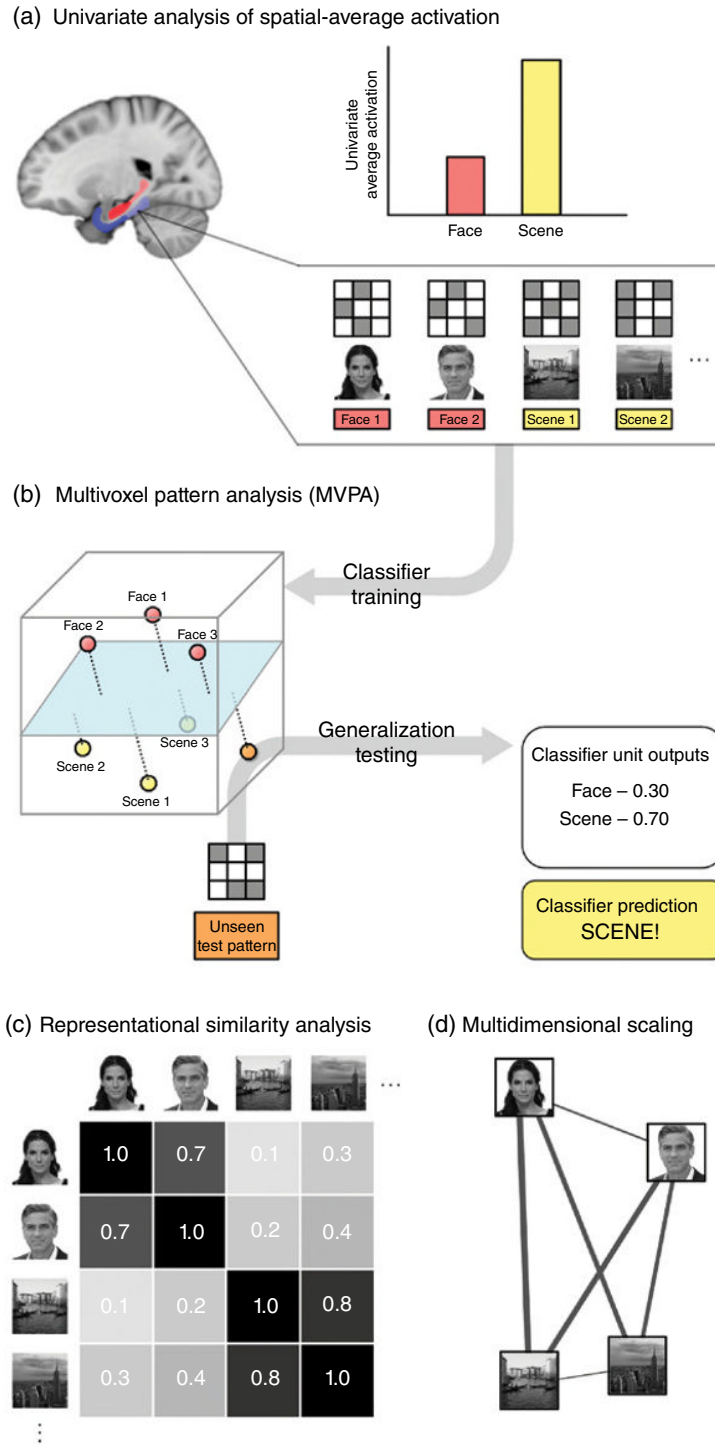 (a) Univariate analysis of spatial-average activation
Univariate
average activation
Face
Scene
Face 1
Face 2
Scene 1
Scene 2
...
(b) Multivoxel pattern analysis (MVPA)
Classifier
training
Face 1
Face 2
Face 3
Scene 3
Scene 2
Scene 1
Generalization
testing
Unseen
test pattern
Classifier unit outputs
Face – 0.30
Scene – 0.70
Classifier prediction
SCENE!
(c) Representational similarity analysis
...
1.0 0.7 0.1 0.3
0.7 1.0 0.2 0.4
0.1 0.2 1.0 0.8
0.3 0.4 0.8 1.0
⋮
(d) Multidimensional scaling